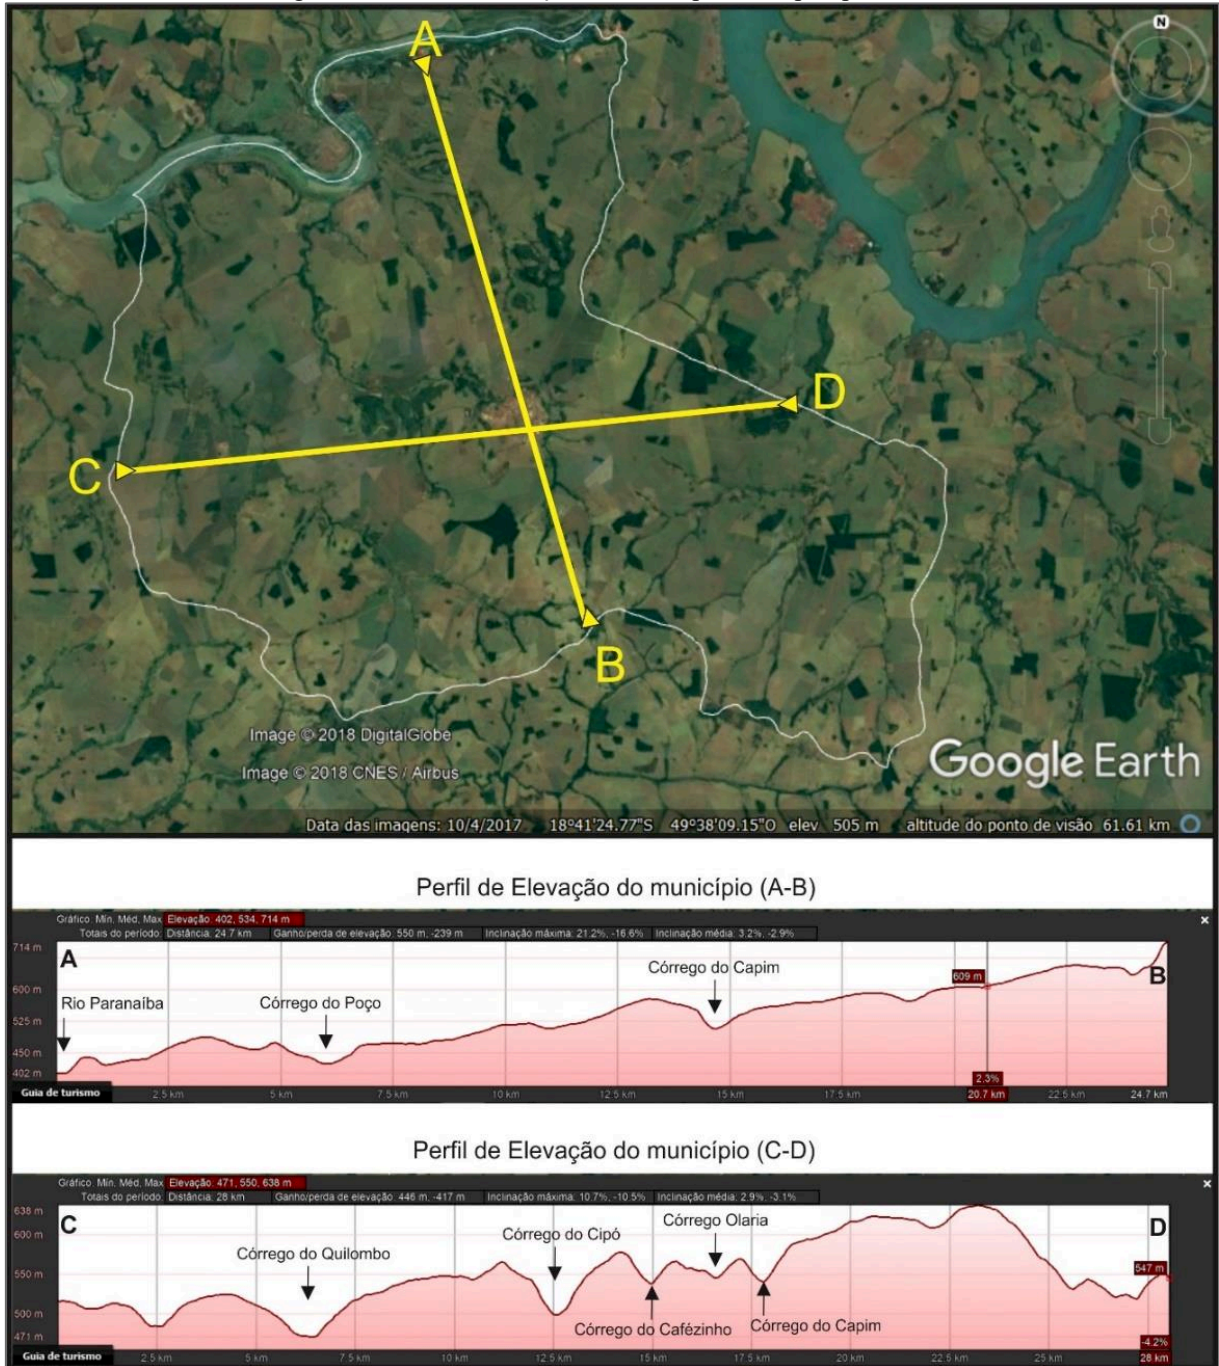 N
A
D
C
B
Image © 2018 DigitalGlobe
Image © 2018 CNES / Airbus
Google Earth
Data das imagens: 10/4/2017 18º41'24.77"S 49º38'09.15"O elev 505 m altitude do ponto de visão 61.61 km
Perfil de Elevação do município (A-B)
Gráfico: Mín, Méd, Max Elevação: 402, 534, 714 m
Totais do período: Distância: 24.7 km Ganho/perda de elevação: 550 m, -239 m Inclinação máxima: 21.2%, -16.6% Inclinação média: 3.2%, -2.9%
714 m
A
Córrego do Capim
B
609 m
600 m
Rio Paranaíba
Córrego do Poço
525 m
450 m
402 m
2.3%
Guia de turismo
2.5 km 5 km 7.5 km 10 km 12.5 km 15 km 17.5 km 20.7 km 22.5 km 24.7 km
Perfil de Elevação do município (C-D)
Gráfico: Mín, Méd, Max Elevação: 471, 550, 638 m
Totais do período: Distância: 28 km Ganho/perda de elevação: 446 m, -417 m Inclinação máxima: 10.7%, -10.5% Inclinação média: 2.9%, -3.1%
638 m
C
Córrego Olaria
D
600 m
Córrego do Cipó
Córrego do Quilombo
547 m
550 m
500 m
Córrego do Cafézinho
Córrego do Capim
471 m
-4.2%
Guia de turismo
2.5 km 5 km 7.5 km 10 km 12.5 km 15 km 17.5 km 20 km 22.5 km 25 km 28 km